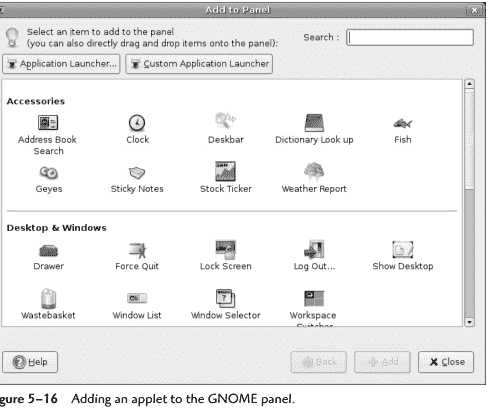 Add to Panel
Select an item to add to the panel
(you can also directly drag and drop items onto the panel):
Search :
Application Launcher...
Custom Application Launcher
Accessories
Address Book Search
Clock
Deskbar
Dictionary Look up
Fish
Geyes
Sticky Notes
Stock Ticker
Weather Report
Desktop & Windows
Drawer
Force Quit
Lock Screen
Log Out...
Show Desktop
Wastebasket
Window List
Window Selector
Workspace
Switcher
Help
Back
Add
Close
gure 5–16 Adding an applet to the GNOME panel.